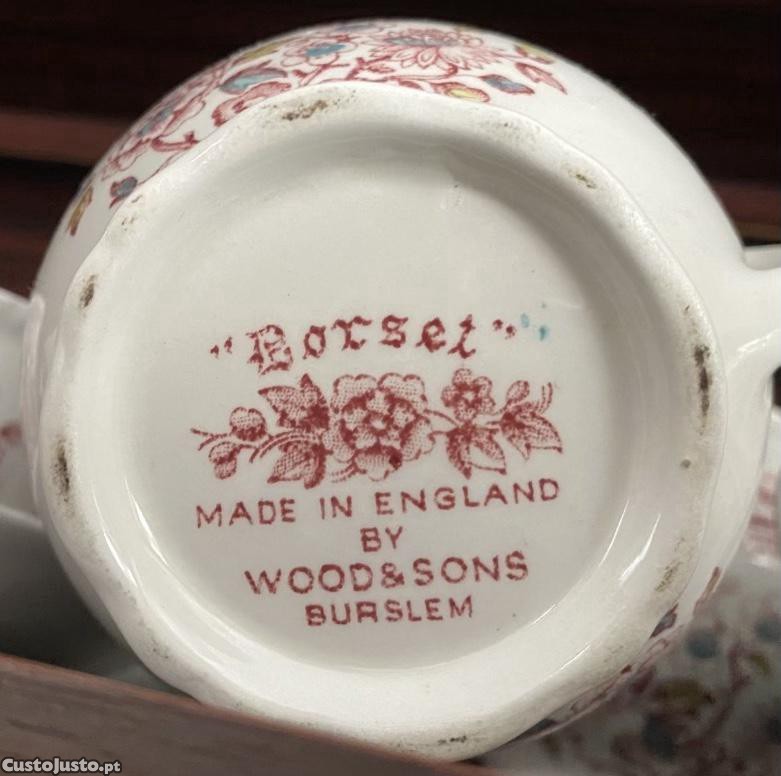 "Dorset"
MADE IN ENGLAND
BY
WOOD & SONS
BURSLEM
CustoJusto.pt